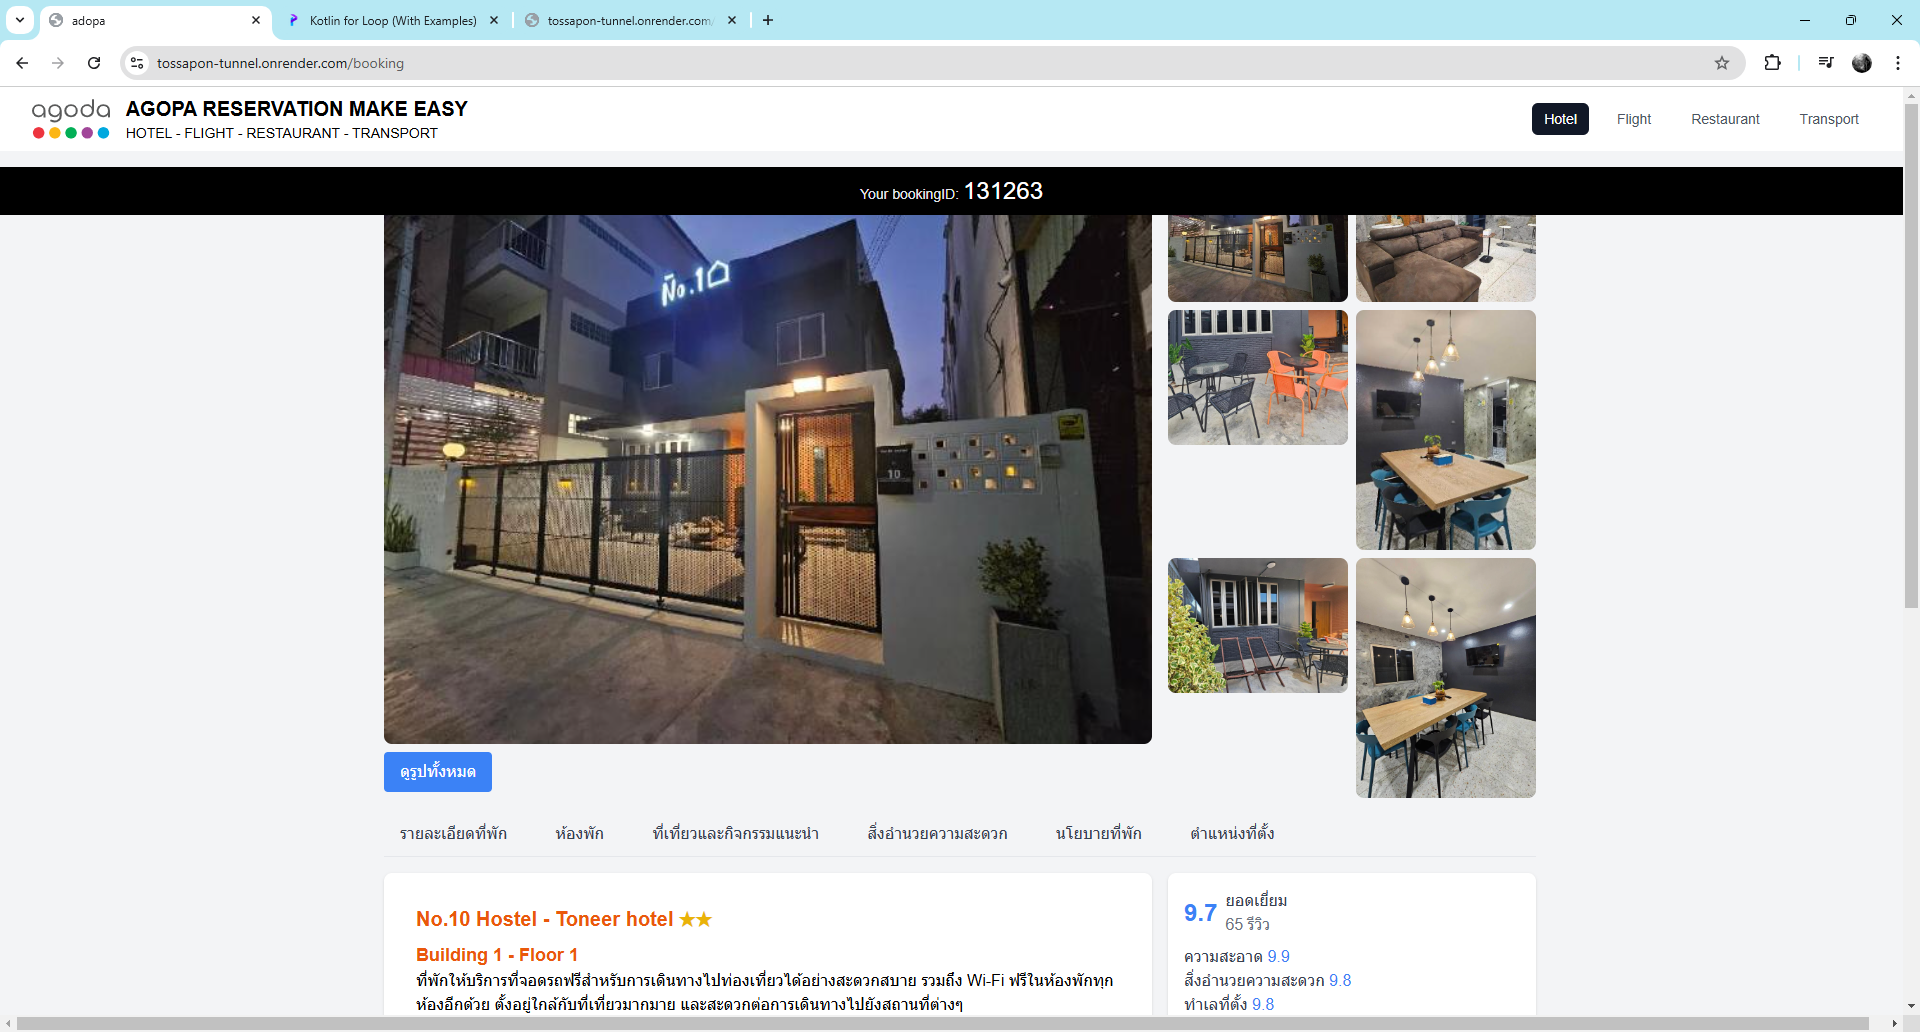 adopa
Kotlin for Loop (With Examples)
tossapon-tunnel.onrender.com/
tossapon-tunnel.onrender.com/booking
agoda
AGOPA RESERVATION MAKE EASY
HOTEL - FLIGHT - RESTAURANT - TRANSPORT
Hotel
Flight
Restaurant
Transport
Your bookingID: 131263
No.10
10
ดูรูปทั้งหมด
รายละเอียดที่พัก
ห้องพัก
ที่เที่ยวและกิจกรรมแนะนำ
สิ่งอำนวยความสะดวก
นโยบายที่พัก
ตำแหน่งที่ตั้ง
No.10 Hostel - Toneer hotel
Building 1 - Floor 1
ที่พักให้บริการที่จอดรถฟรีสำหรับการเดินทางไปท่องเที่ยวได้อย่างสะดวกสบาย รวมถึง Wi-Fi ฟรีในห้องพักทุก
ห้องอีกด้วย ตั้งอยู่ใกล้กับที่เที่ยวมากมาย และสะดวกต่อการเดินทางไปยังสถานที่ต่างๆ
9.7
ยอดเยี่ยม
65 รีวิว
ความสะอาด 9.9
สิ่งอำนวยความสะดวก 9.8
ทำเลที่ตั้ง 9.8